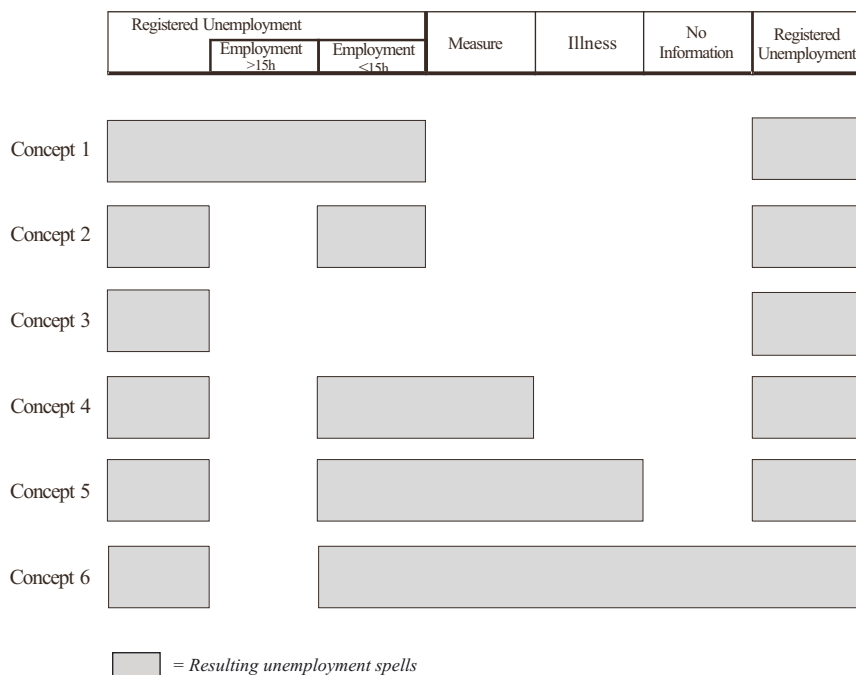 Registered Unemployment
Employment >15h
Employment <15h
Measure
Illness
No Information
Registered Unemployment
Concept 1
Concept 2
Concept 3
Concept 4
Concept 5
Concept 6
= Resulting unemployment spells